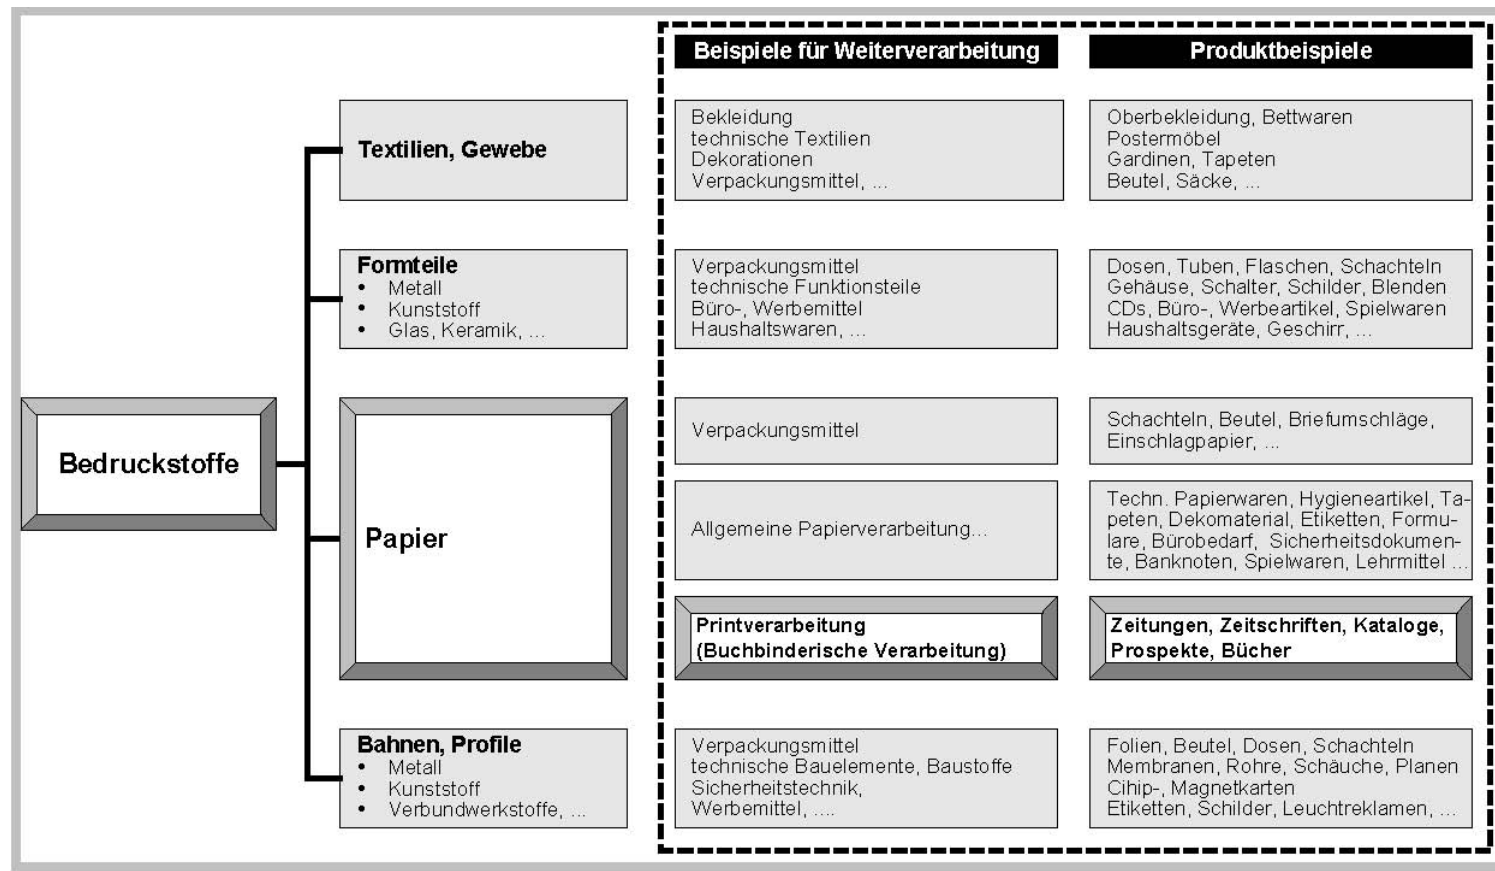 Beispiele für Weiterverarbeitung
Produktbeispiele
Textilien, Gewebe
Bekleidung
technische Textilien
Dekorationen
Verpackungsmittel, ...
Oberbekleidung, Bettwaren
Postermöbel
Gardinen, Tapeten
Beutel, Säcke, ...
Formteile
• Metall
• Kunststoff
• Glas, Keramik, ...
Verpackungsmittel
technische Funktionsteile
Büro-, Werbemittel
Haushaltswaren, ...
Dosen, Tuben, Flaschen, Schachteln
Gehäuse, Schalter, Schilder, Blenden
CDs, Büro-, Werbeartikel, Spielwaren
Haushaltsgeräte, Geschirr, ...
Bedruckstoffe
Papier
Verpackungsmittel
Schachteln, Beutel, Briefumschläge,
Einschlagpapier, ...
Allgemeine Papierverarbeitung...
Techn. Papierwaren, Hygieneartikel, Ta-
peten, Dekomaterial, Etiketten, Formu-
lare, Bürobedarf, Sicherheitsdokumen-
te, Banknoten, Spielwaren, Lehrmittel ...
Printverarbeitung
(Buchbinderische Verarbeitung)
Zeitungen, Zeitschriften, Kataloge,
Prospekte, Bücher
Bahnen, Profile
• Metall
• Kunststoff
• Verbundwerkstoffe, ...
Verpackungsmittel
technische Bauelemente, Baustoffe
Sicherheitstechnik,
Werbemittel, ....
Folien, Beutel, Dosen, Schachteln
Membranen, Rohre, Schäuche, Planen
Cihip-, Magnetkarten
Etiketten, Schilder, Leuchtreklamen, ...